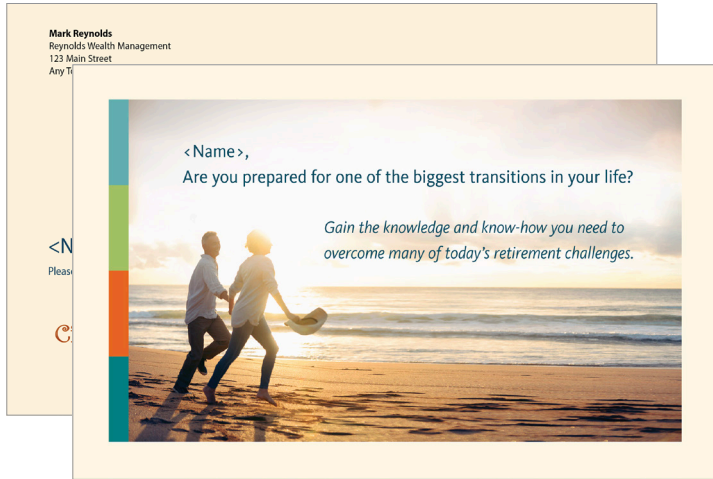 Mark Reynolds
Reynolds Wealth Management
123 Main Street
Any
<Name>,
Are you prepared for one of the biggest transitions in your life?
Gain the knowledge and know-how you need to
overcome many of today's retirement challenges.